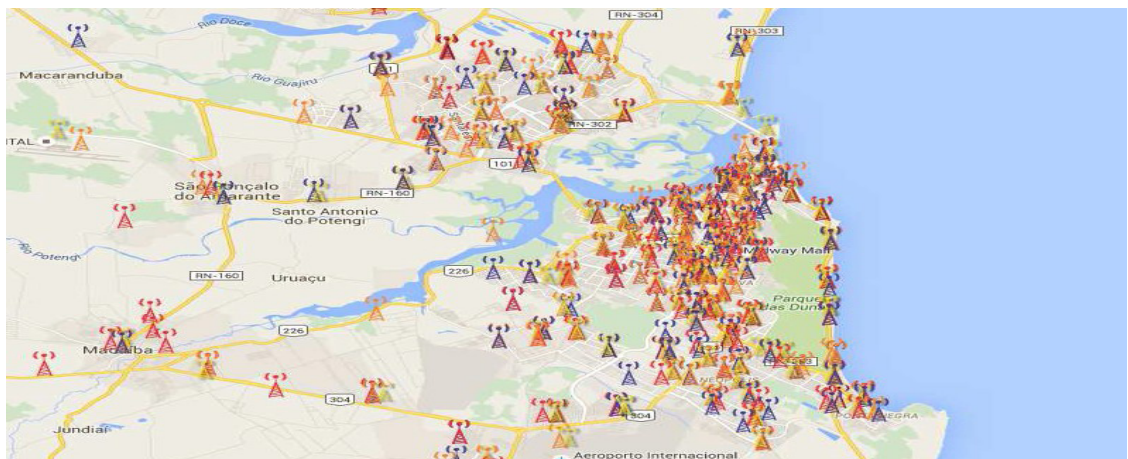 RN-304
RN-303
Rio Doce
Macaranduba
Rio Guajiru
RN-302
TAL
101
São Gonçalo
do Amarante
RN-160
Santo Antonio
do Potengi
Rio Potengi
Uruaçu
RN-160
226
226
Midway Mall
Parque
das Dunas
304
304
Jundiaí
Aeroporto Internacional